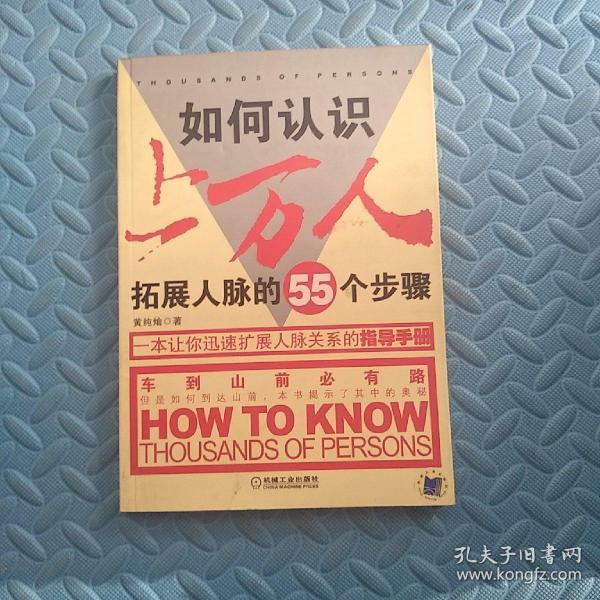 THOUSANDS OF PERSONS
如何认识
上万人
拓展人脉的55个步骤
黄纯灿◎著
一本让你迅速扩展人脉关系的指导手册
车到山前必有路
但是如何到达山前，本书揭示了其中的奥秘
HOW TO KNOW
THOUSANDS OF PERSONS
机械工业出版社
CHINA MACHINE PRESS
孔夫子旧书网
www.kongfz.com